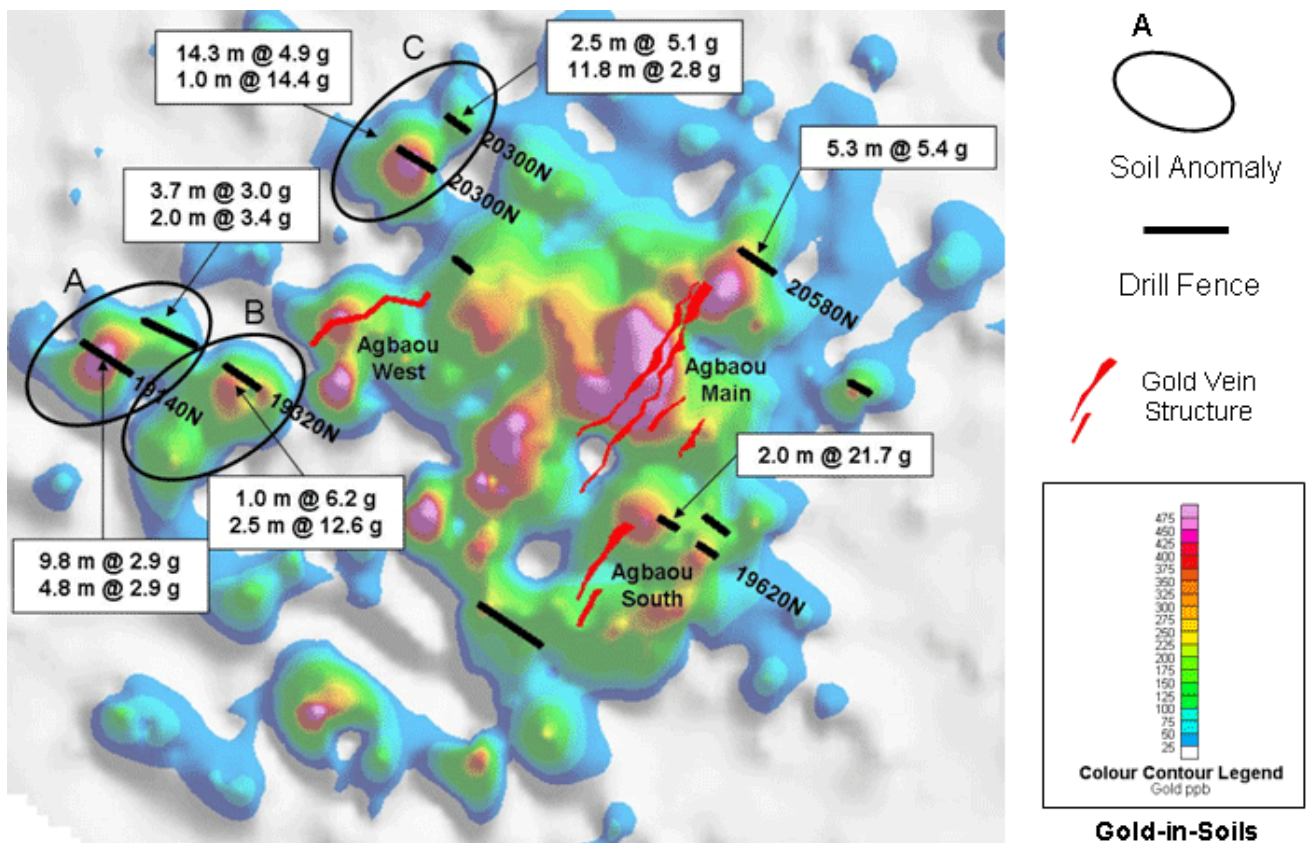 14.3 m @ 4.9 g
1.0 m @ 14.4 g
C
2.5 m @ 5.1 g
11.8 m @ 2.8 g
20300N
20300N
5.3 m @ 5.4 g
3.7 m @ 3.0 g
2.0 m @ 3.4 g
A
B
19140N
19320N
Agbaou
West
Agbaou
Main
20580N
2.0 m @ 21.7 g
1.0 m @ 6.2 g
2.5 m @ 12.6 g
9.8 m @ 2.9 g
4.8 m @ 2.9 g
Agbaou
South
19620N
A
Soil Anomaly
Drill Fence
Gold Vein
Structure
475
450
425
400
375
350
325
300
275
250
225
200
175
150
125
100
75
50
25
Colour Contour Legend
Gold ppb
Gold-in-Soils